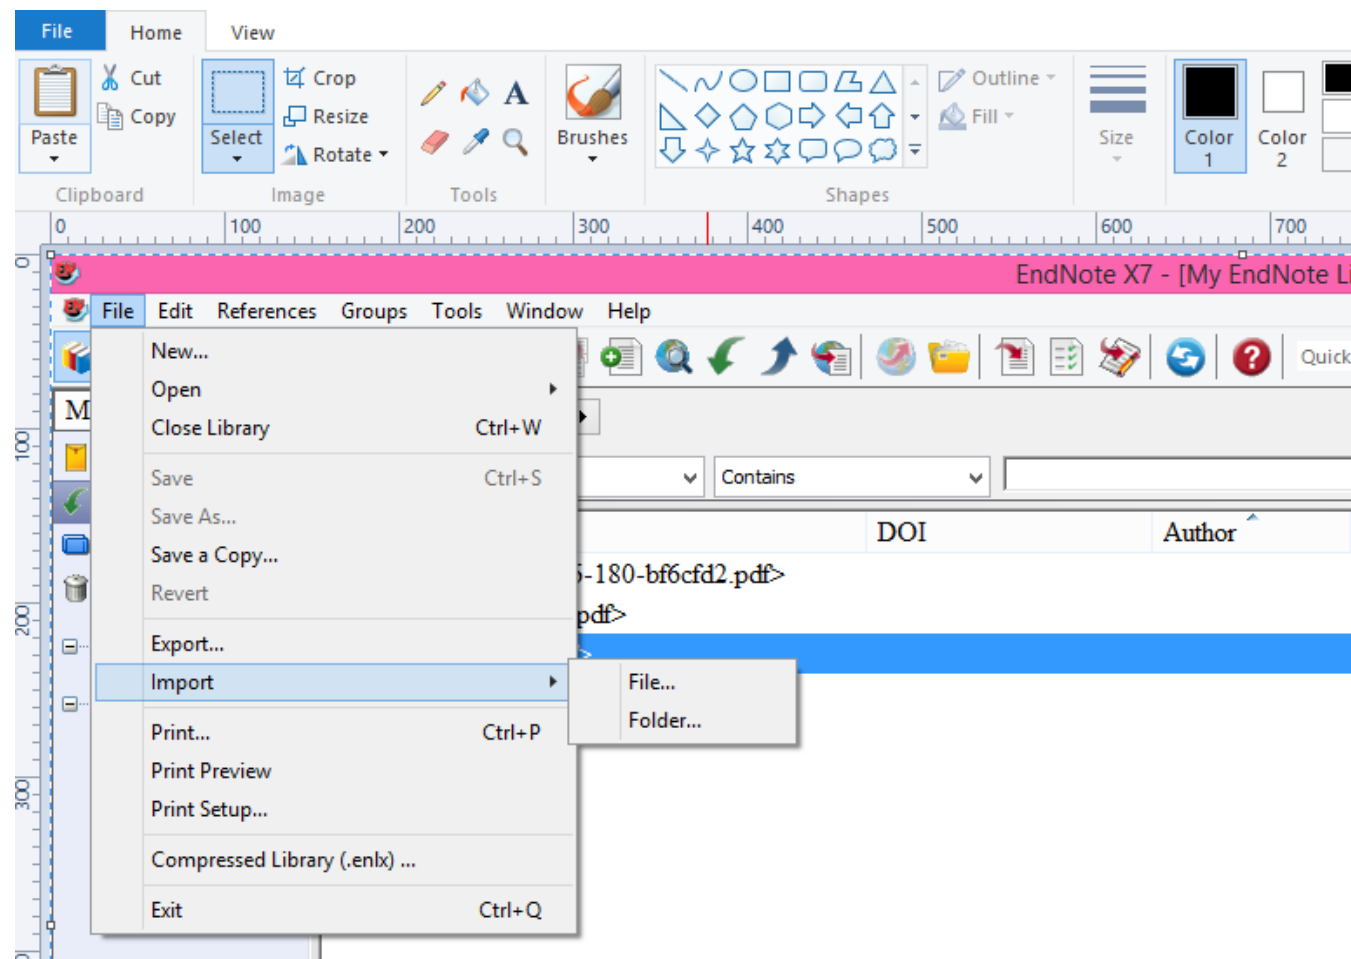 File Home View
Cut
Copy
Paste
Clipboard
Select
Crop
Resize
Rotate
Image
A
Tools
Brushes
Shapes
Outline
Fill
Size
Color 1
Color 2
0 100 200 300 400 500 600 700
0
100
200
300
EndNote X7 - [My EndNote Li
File Edit References Groups Tools Window Help
Quick
M
New...
Open
Close Library Ctrl+W
Save Ctrl+S
Save As...
Save a Copy...
Revert
Export...
Import
Print... Ctrl+P
Print Preview
Print Setup...
Compressed Library (.enlx) ...
Exit Ctrl+Q
File...
Folder...
Contains
DOI Author
-180-bf6cfd2.pdf>
pdf>
>